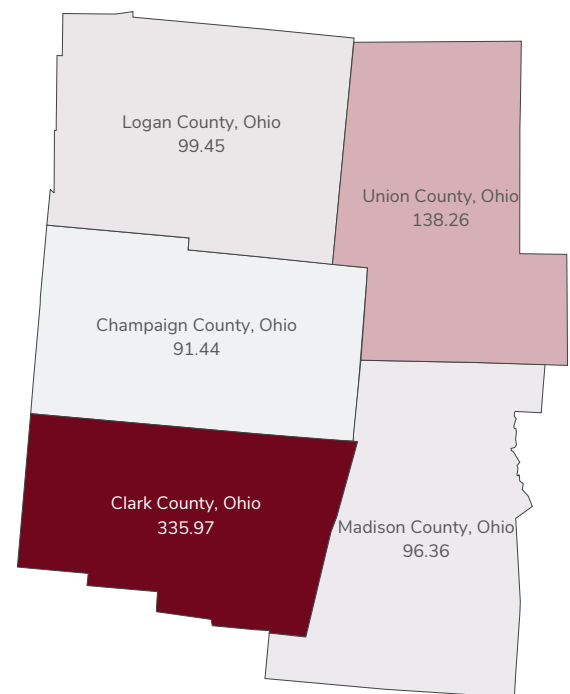 Logan County, Ohio
99.45
Union County, Ohio
138.26
Champaign County, Ohio
91.44
Clark County, Ohio
335.97
Madison County, Ohio
96.36